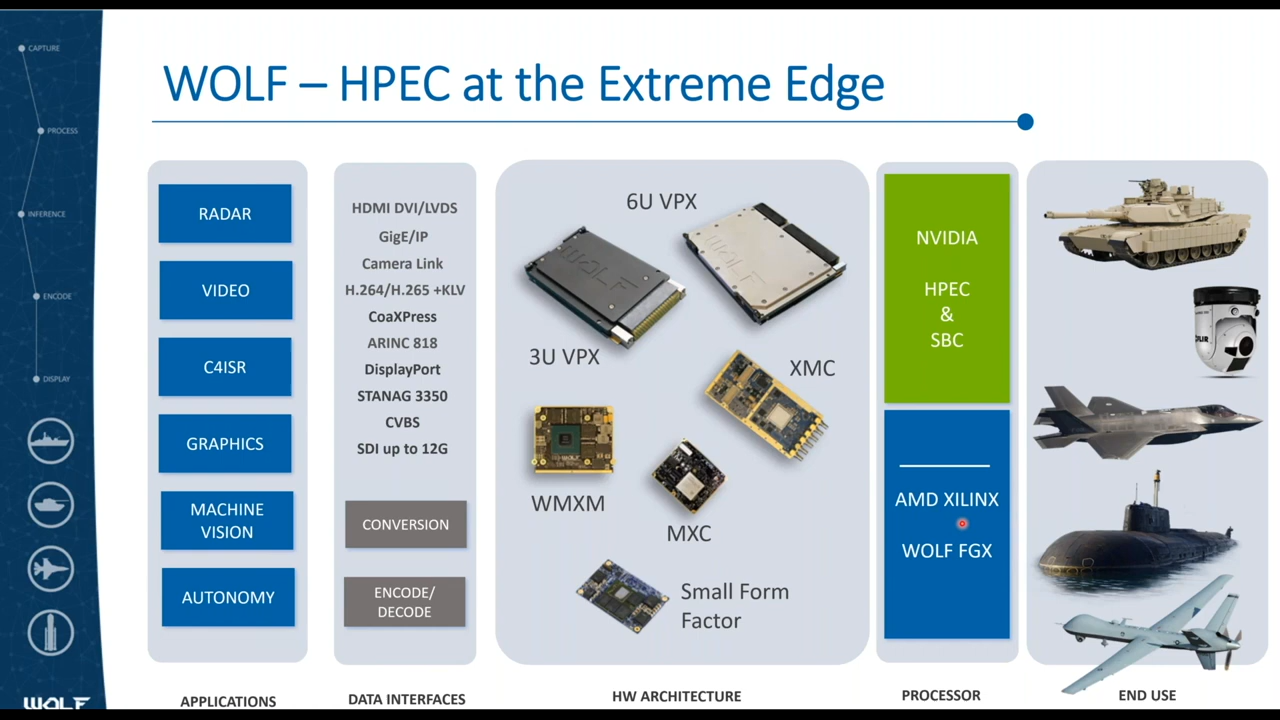 WOLF – HPEC at the Extreme Edge
CAPTURE
PROCESS
INFERENCE
ENCODE
DISPLAY
WOLF
RADAR
VIDEO
C4ISR
GRAPHICS
MACHINE
VISION
AUTONOMY
APPLICATIONS
HDMI DVI/LVDS
GigE/IP
Camera Link
H.264/H.265 +KLV
CoaXPress
ARINC 818
DisplayPort
STANAG 3350
CVBS
SDI up to 12G
CONVERSION
ENCODE/
DECODE
DATA INTERFACES
6U VPX
WOLF
WOLF
3U VPX
XMC
WMXM
MXC
Small Form
Factor
HW ARCHITECTURE
NVIDIA
HPEC
&
SBC
AMD XILINX
WOLF FGX
PROCESSOR
END USE